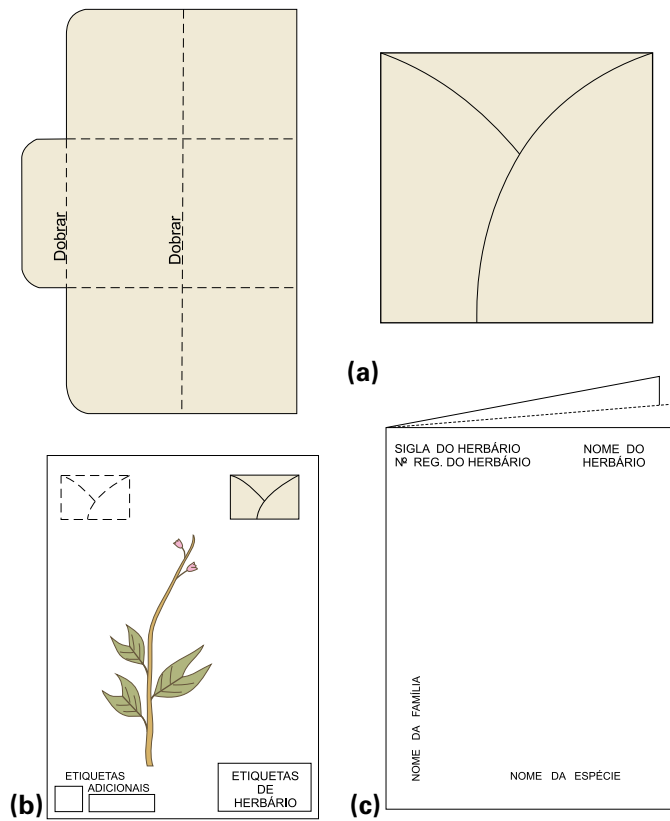 Dobrar
Dobrar
(a)
SIGLA DO HERBÁRIO
Nº REG. DO HERBÁRIO
NOME DO
HERBÁRIO
NOME DA FAMÍLIA
NOME DA ESPÉCIE
ETIQUETAS
ADICIONAIS
ETIQUETAS
DE
HERBÁRIO
(b)
(c)